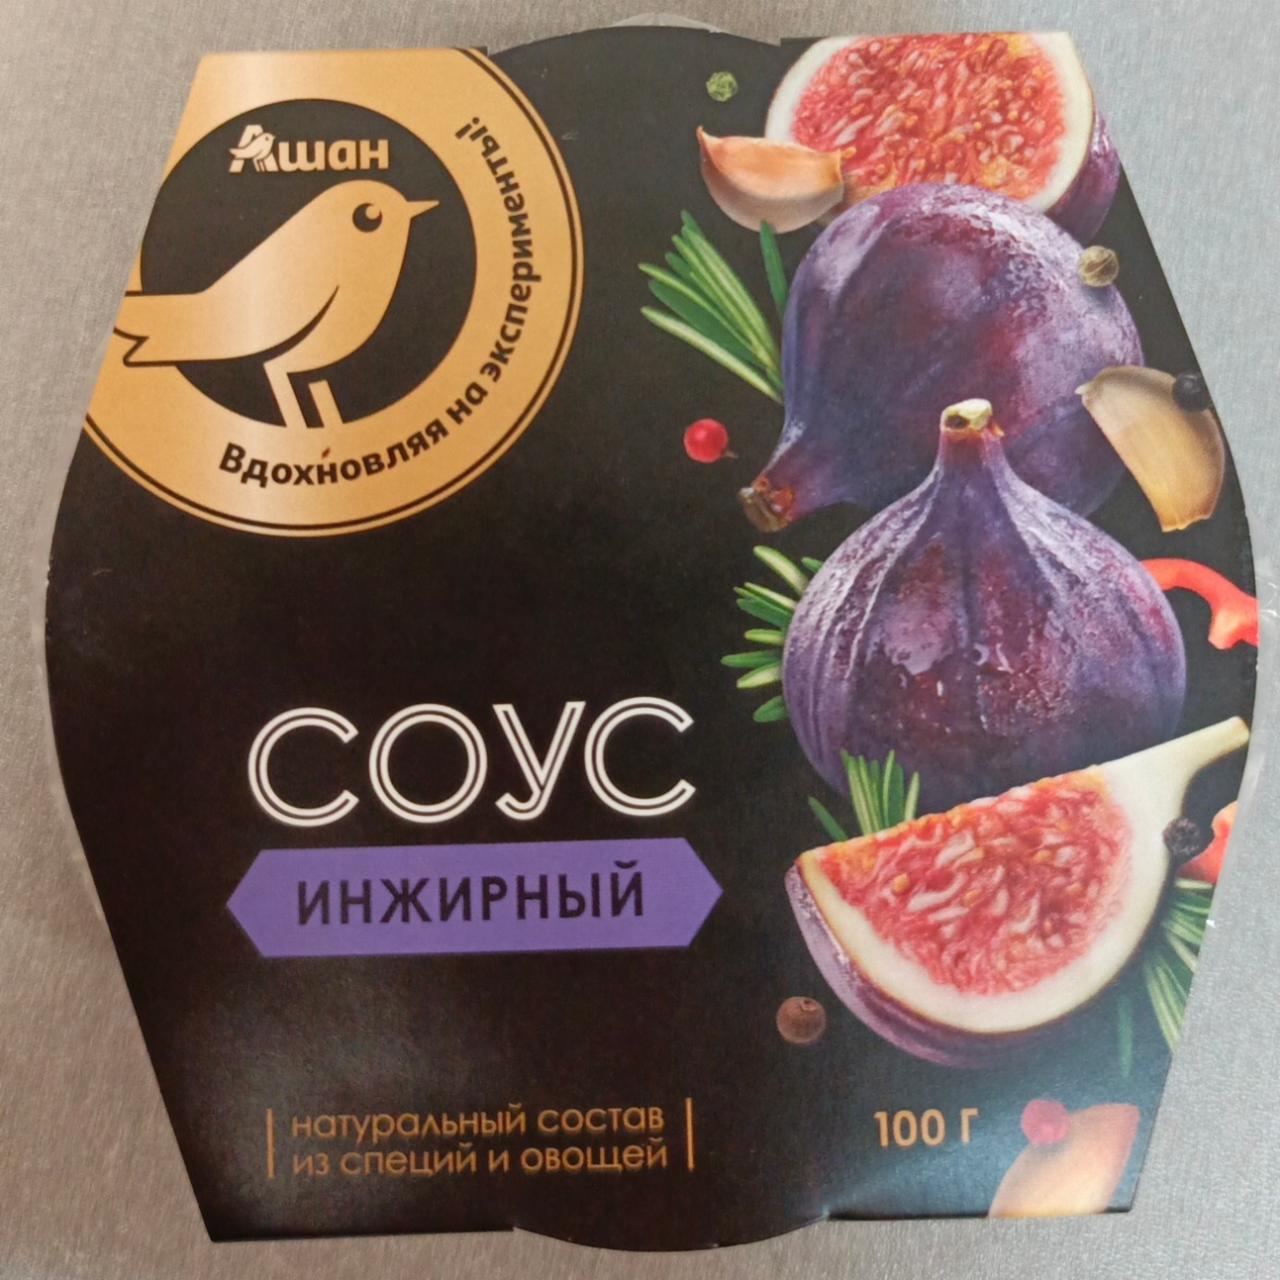 Ашан
Вдохновляя на эксперименты!
СОУС
ИНЖИРНЫЙ
натуральный состав
из специй и овощей
100 Г